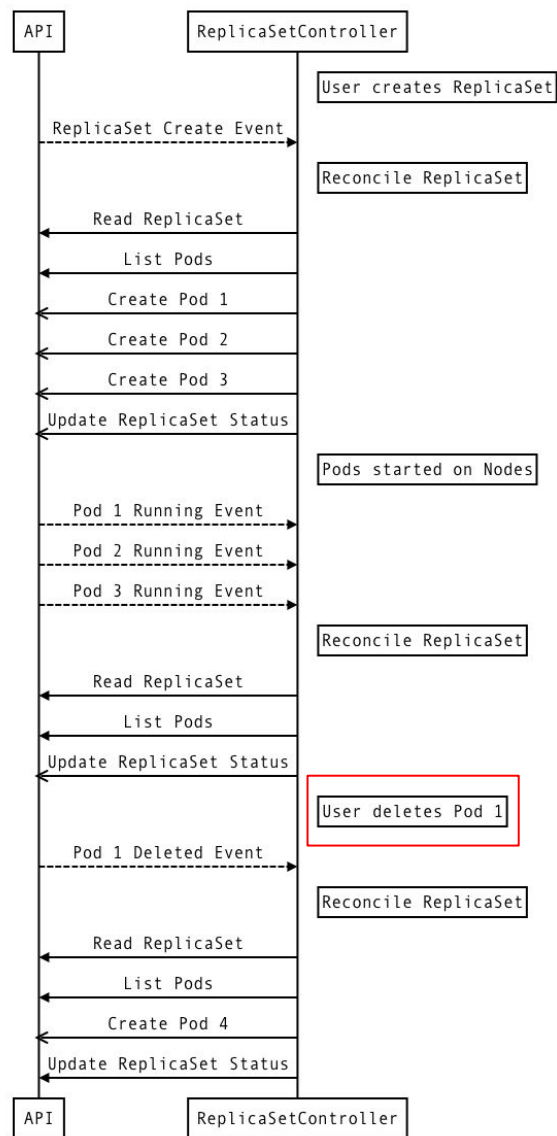 API
ReplicaSetController
User creates ReplicaSet
ReplicaSet Create Event
Reconcile ReplicaSet
Read ReplicaSet
List Pods
Create Pod 1
Create Pod 2
Create Pod 3
Update ReplicaSet Status
Pods started on Nodes
Pod 1 Running Event
Pod 2 Running Event
Pod 3 Running Event
Reconcile ReplicaSet
Read ReplicaSet
List Pods
Update ReplicaSet Status
User deletes Pod 1
Pod 1 Deleted Event
Reconcile ReplicaSet
Read ReplicaSet
List Pods
Create Pod 4
Update ReplicaSet Status
API
ReplicaSetController